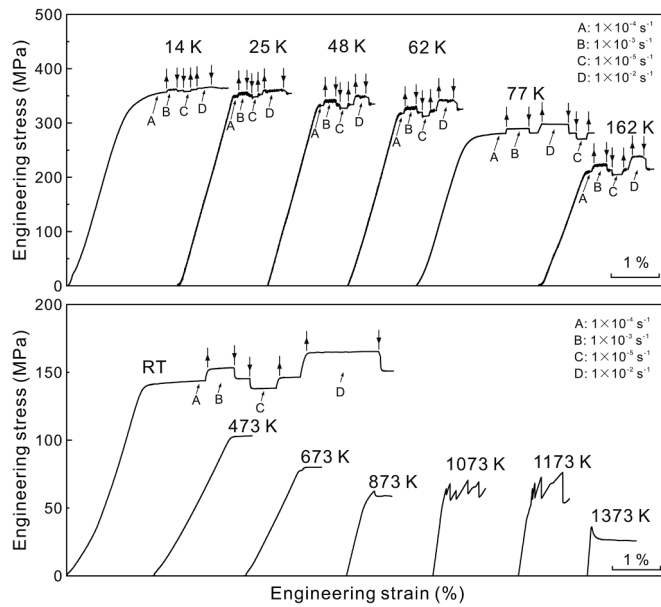 500
400
300
200
100
0
Engineering stress (MPa)
14 K
25 K
48 K
62 K
77 K
162 K
A: 1×10⁻⁴ s⁻¹
B: 1×10⁻³ s⁻¹
C: 1×10⁻⁵ s⁻¹
D: 1×10⁻² s⁻¹
A B C D
A B C D
A B C D
A B C D
A B D C
A B C D
1 %
200
150
100
50
0
Engineering stress (MPa)
RT
A B C D
473 K
673 K
873 K
1073 K
1173 K
1373 K
A: 1×10⁻⁴ s⁻¹
B: 1×10⁻³ s⁻¹
C: 1×10⁻⁵ s⁻¹
D: 1×10⁻² s⁻¹
1 %
Engineering strain (%)